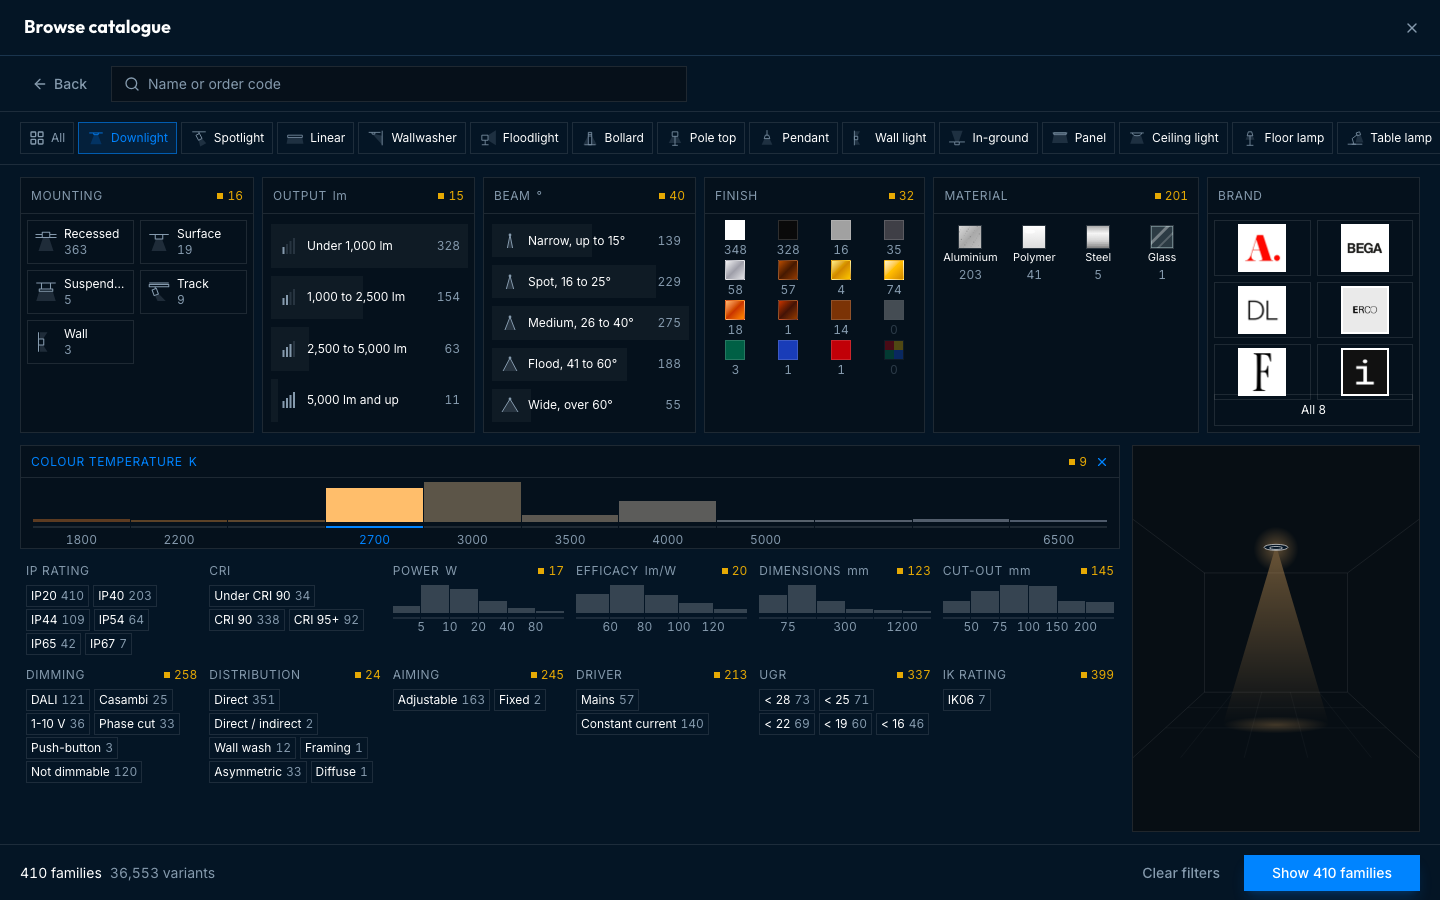 Browse catalogue
Back
Name or order code
All
Downlight
Spotlight
Linear
Wallwasher
Floodlight
Bollard
Pole top
Pendant
Wall light
In-ground
Panel
Ceiling light
Floor lamp
Table lamp
MOUNTING 16
Recessed 363
Surface 19
Suspend... 5
Track 9
Wall 3
OUTPUT lm 15
Under 1,000 lm 328
1,000 to 2,500 lm 154
2,500 to 5,000 lm 63
5,000 lm and up 11
BEAM ° 40
Narrow, up to 15° 139
Spot, 16 to 25° 229
Medium, 26 to 40° 275
Flood, 41 to 60° 188
Wide, over 60° 55
FINISH 32
348 328 16 35
58 57 4 74
18 1 14 0
3 1 1 0
MATERIAL 201
Aluminium 203
Polymer 41
Steel 5
Glass 1
BRAND
A.
BEGA
DL
ERCO
F
i
All 8
COLOUR TEMPERATURE K 9
1800 2200 2700 3000 3500 4000 5000 6500
IP RATING
IP20 410 IP40 203
IP44 109 IP54 64
IP65 42 IP67 7
CRI
Under CRI 90 34
CRI 90 338 CRI 95+ 92
POWER W 17
5 10 20 40 80
EFFICACY lm/W 20
60 80 100 120
DIMENSIONS mm 123
75 300 1200
CUT-OUT mm 145
50 75 100 150 200
DIMMING 258
DALI 121 Casambi 25
1-10 V 36 Phase cut 33
Push-button 3
Not dimmable 120
DISTRIBUTION 24
Direct 351
Direct / indirect 2
Wall wash 12 Framing 1
Asymmetric 33 Diffuse 1
AIMING 245
Adjustable 163 Fixed 2
DRIVER 213
Mains 57
Constant current 140
UGR 337
< 28 73 < 25 71
< 22 69 < 19 60 < 16 46
IK RATING 399
IK06 7
410 families 36,553 variants
Clear filters
Show 410 families